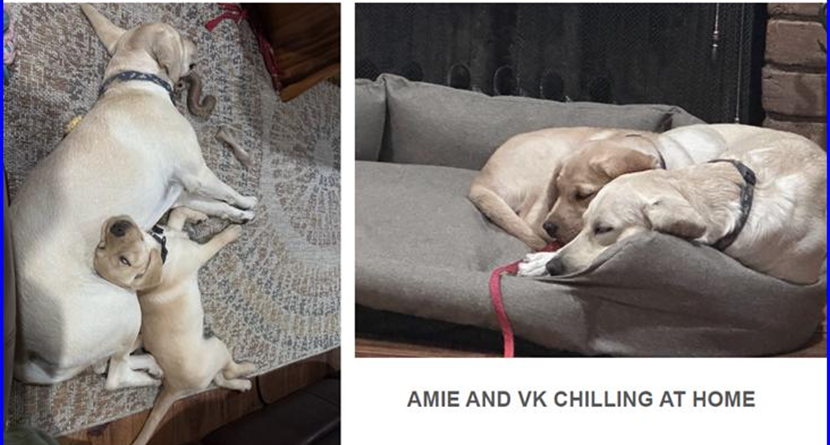 AMIE AND VK CHILLING AT HOME